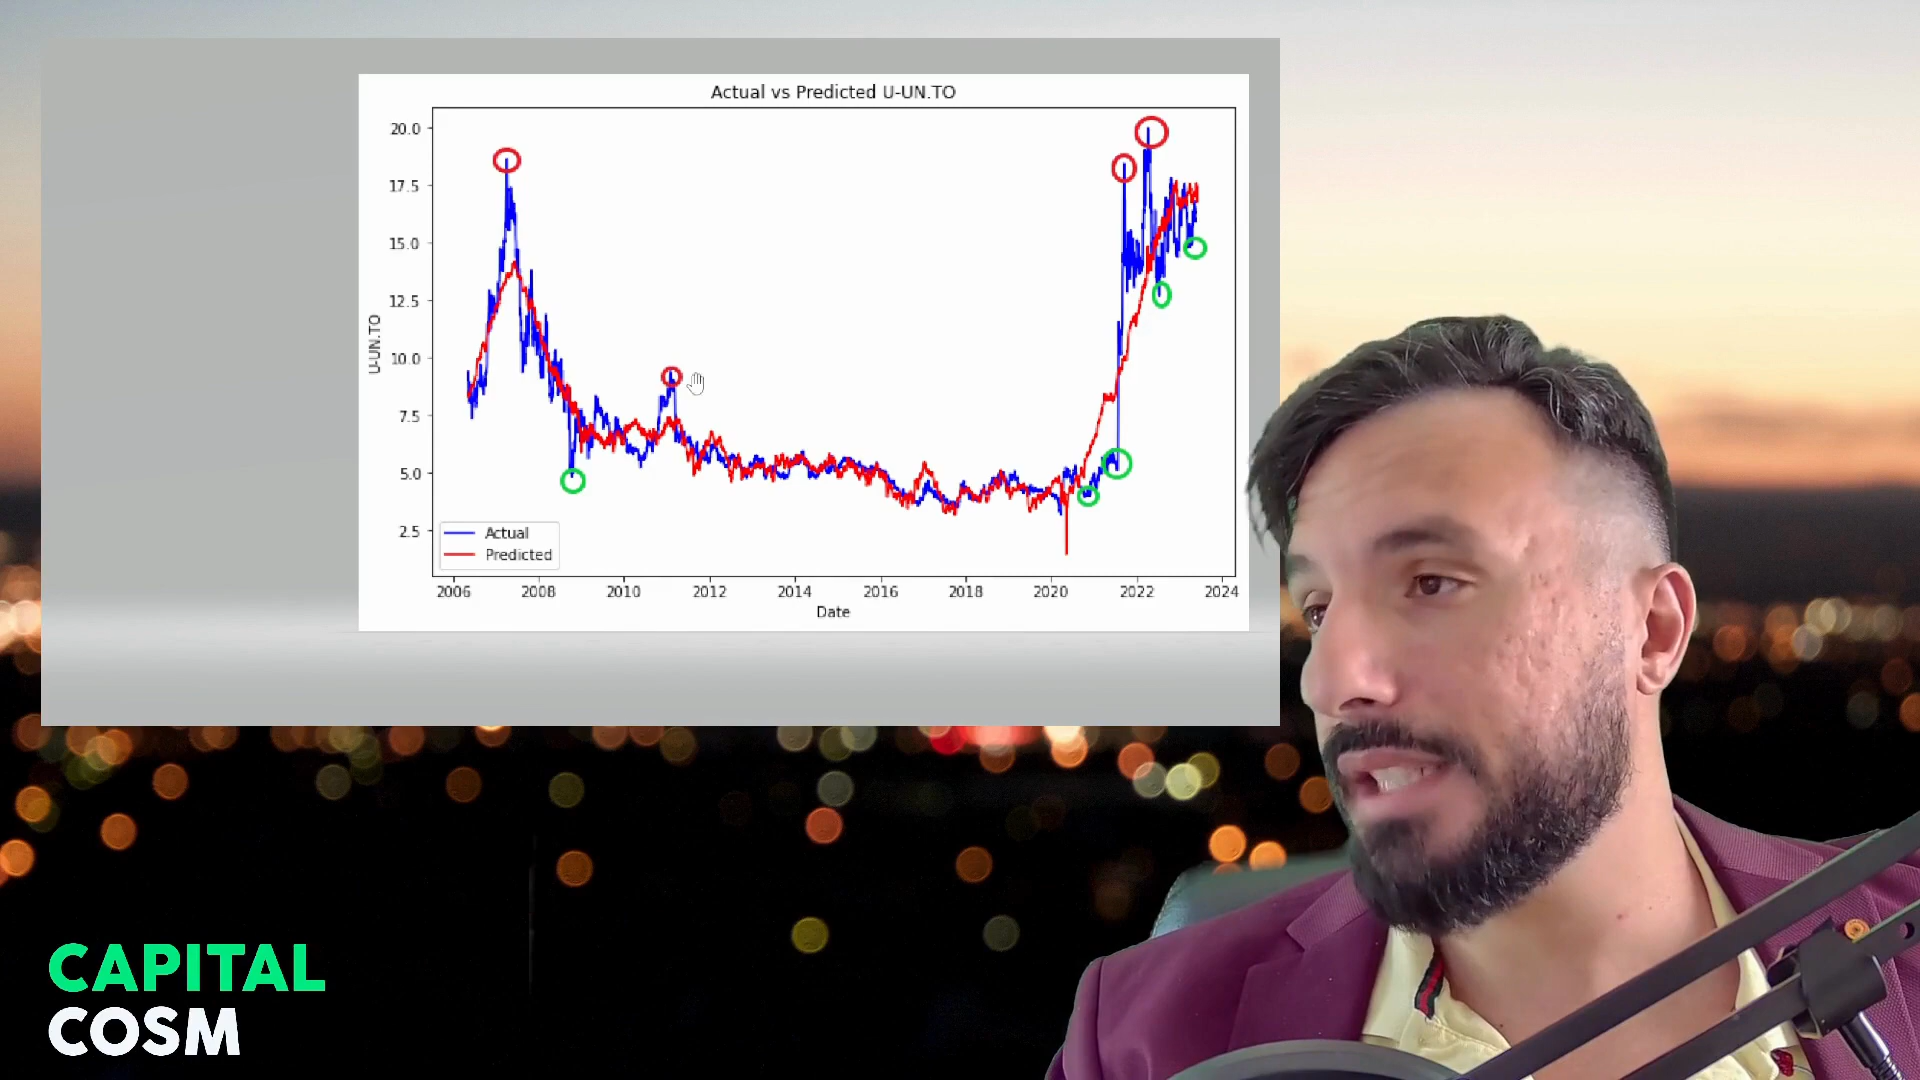 Actual vs Predicted U-UN.TO
20.0
17.5
15.0
12.5
10.0
7.5
5.0
2.5
U-UN.TO
Actual
Predicted
2006 2008 2010 2012 2014 2016 2018 2020 2022 2024
Date
CAPITAL
COSM